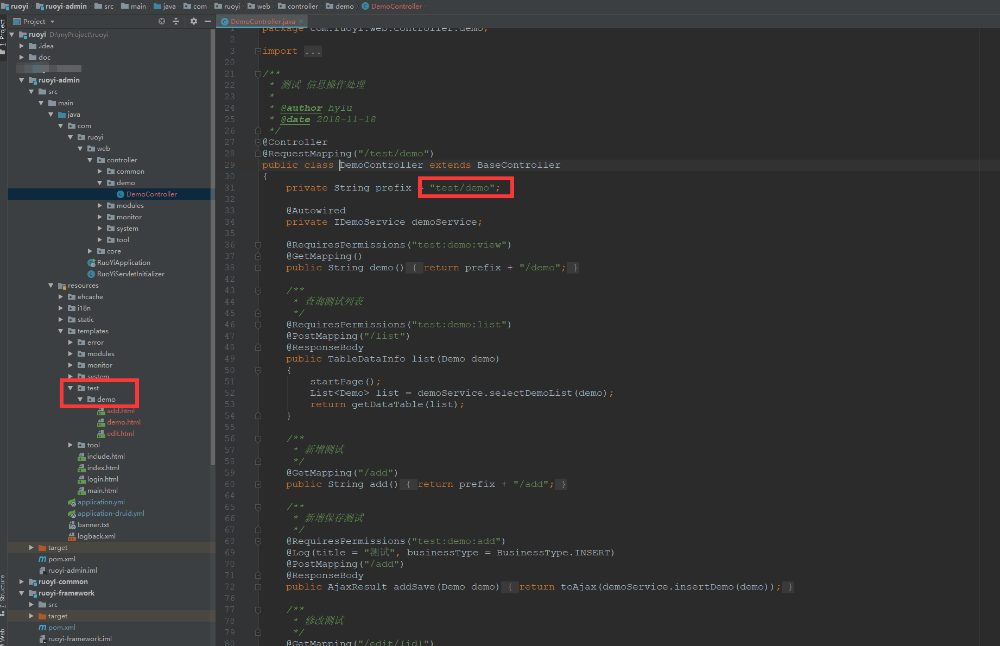 ruoyi ruoyi-admin src main java com ruoyi web controller demo DemoController
Project
DemoController.java
1: Project
7: Structure
Web
ruoyi D:\myProject\ruoyi
.idea
doc
ruoyi-admin
src
main
java
com
ruoyi
web
controller
common
demo
DemoController
modules
monitor
system
tool
core
RuoYiApplication
RuoYiServletInitializer
resources
ehcache
i18n
static
templates
error
modules
monitor
system
test
demo
add.html
demo.html
edit.html
tool
include.html
index.html
login.html
main.html
application.yml
application-druid.yml
banner.txt
logback.xml
target
pom.xml
ruoyi-admin.iml
ruoyi-common
ruoyi-framework
src
target
pom.xml
ruoyi-framework.iml
1 package com.ruoyi.web.controller.demo;
2
3 import ...
20
21 /**
22 * 测试 信息操作处理
23 *
24 * @author hylu
25 * @date 2018-11-18
26 */
27 @Controller
28 @RequestMapping("/test/demo")
29 public class DemoController extends BaseController
30 {
31 private String prefix = "test/demo";
32
33 @Autowired
34 private IDemoService demoService;
35
36 @RequiresPermissions("test:demo:view")
37 @GetMapping()
38 public String demo() { return prefix + "/demo"; }
42
43 /**
44 * 查询测试列表
45 */
46 @RequiresPermissions("test:demo:list")
47 @PostMapping("/list")
48 @ResponseBody
49 public TableDataInfo list(Demo demo)
50 {
51 startPage();
52 List<Demo> list = demoService.selectDemoList(demo);
53 return getDataTable(list);
54 }
55
56 /**
57 * 新增测试
58 */
59 @GetMapping("/add")
60 public String add() { return prefix + "/add"; }
64
65 /**
66 * 新增保存测试
67 */
68 @RequiresPermissions("test:demo:add")
69 @Log(title = "测试", businessType = BusinessType.INSERT)
70 @PostMapping("/add")
71 @ResponseBody
72 public AjaxResult addSave(Demo demo) { return toAjax(demoService.insertDemo(demo)); }
76
77 /**
78 * 修改测试
79 */
80 @GetMapping("/edit/{id}")